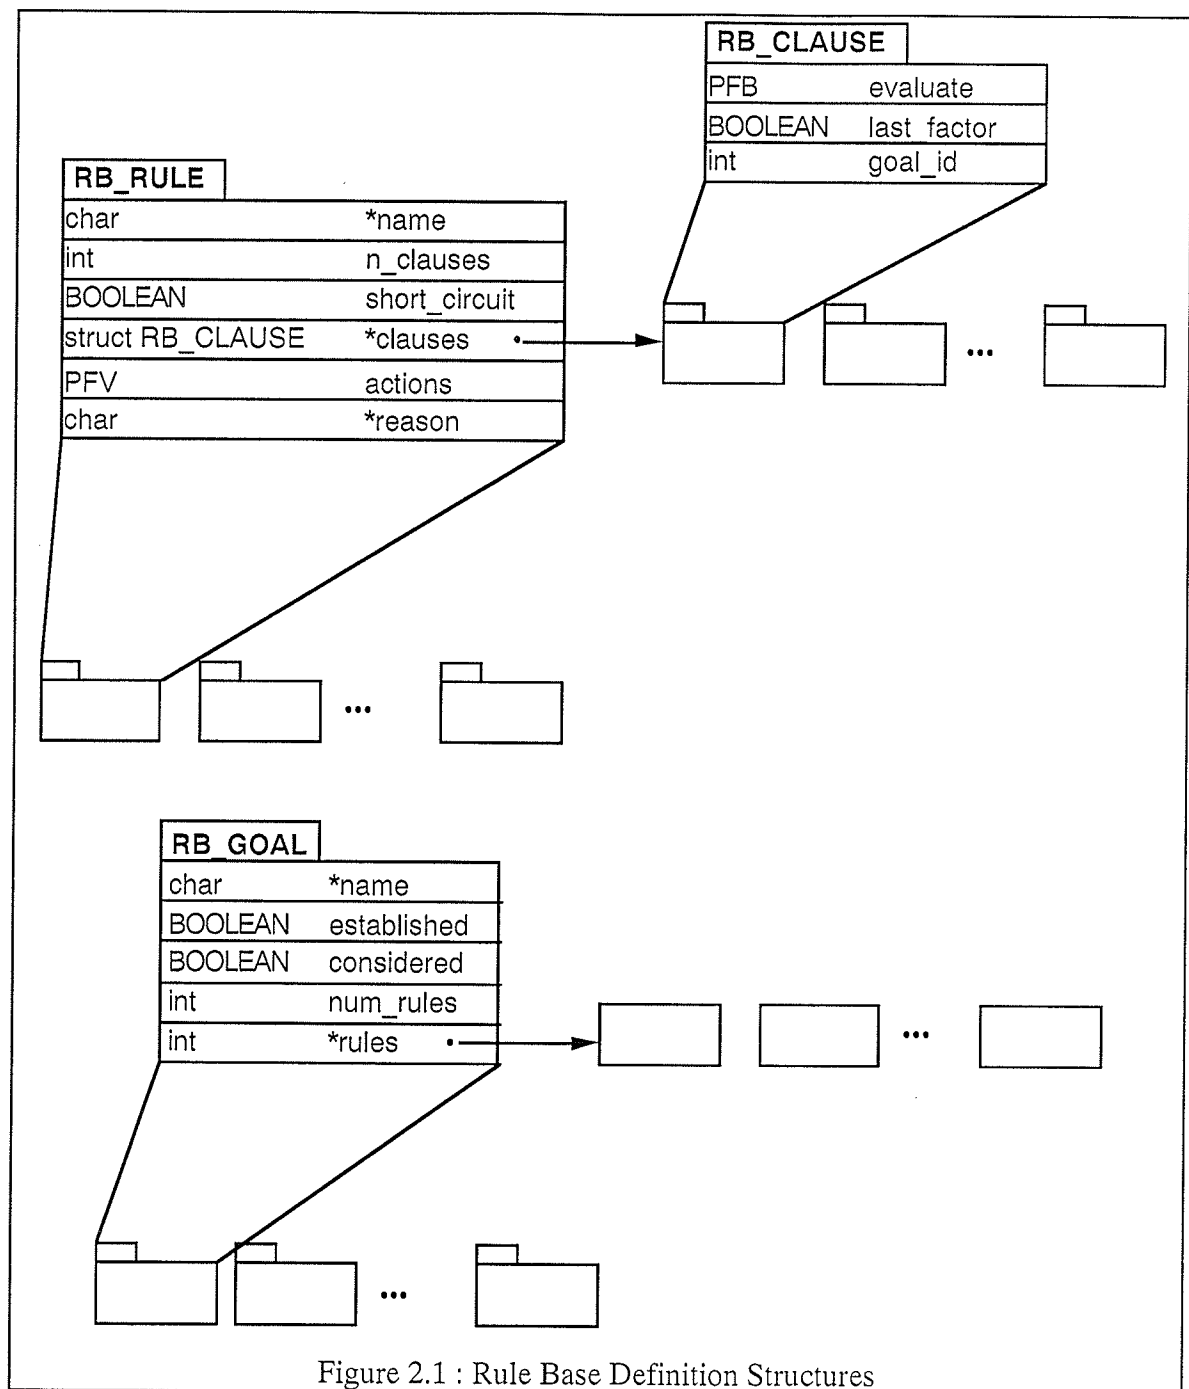 RB_CLAUSE
PFB evaluate
BOOLEAN last_factor
int goal_id
RB_RULE
char *name
int n_clauses
BOOLEAN short_circuit
struct RB_CLAUSE *clauses
PFV actions
char *reason
...
...
RB_GOAL
char *name
BOOLEAN established
BOOLEAN considered
int num_rules
int *rules
...
...
Figure 2.1 : Rule Base Definition Structures